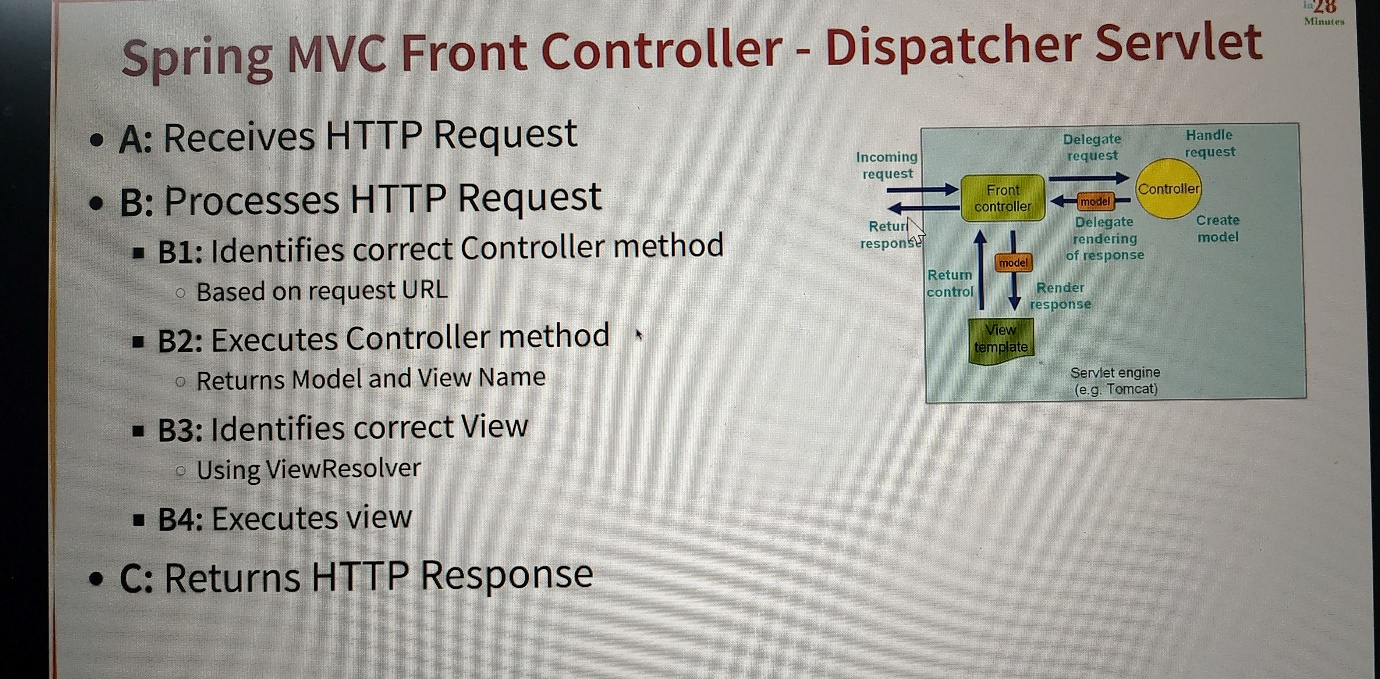 in 28
Minutes
Spring MVC Front Controller - Dispatcher Servlet
• A: Receives HTTP Request
• B: Processes HTTP Request
▪ B1: Identifies correct Controller method
○ Based on request URL
▪ B2: Executes Controller method
○ Returns Model and View Name
▪ B3: Identifies correct View
○ Using ViewResolver
▪ B4: Executes view
• C: Returns HTTP Response
Incoming
request
Delegate
request
Handle
request
Front
controller
Controller
model
Return
response
Delegate
rendering
of response
Create
model
model
Return
control
Render
response
View
template
Servlet engine
(e.g. Tomcat)